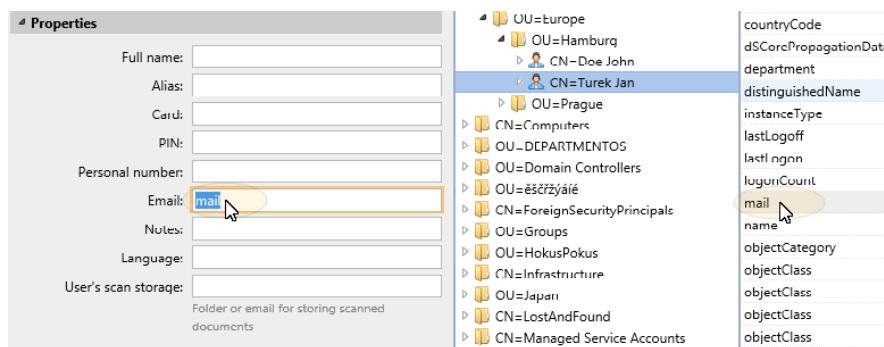 Properties
Full name:
Alias:
Card:
PIN:
Personal number:
Email: mail
Notes:
Language:
User's scan storage:
Folder or email for storing scanned
documents
OU=Europe
OU=Hamburg
CN=Doe John
CN=Turek Jan
OU=Prague
CN=Computers
OU=DEPARTMENTOS
OU=Domain Controllers
OU=ěščřžýáíé
CN=ForeignSecurityPrincipals
OU=Groups
OU=HokusPokus
CN=Infrastructure
OU=Japan
CN=LostAndFound
CN=Managed Service Accounts
countryCode
dSCorePropagationData
department
distinguishedName
instanceType
lastLogoff
lastLogon
logonCount
mail
name
objectCategory
objectClass
objectClass
objectClass
objectClass